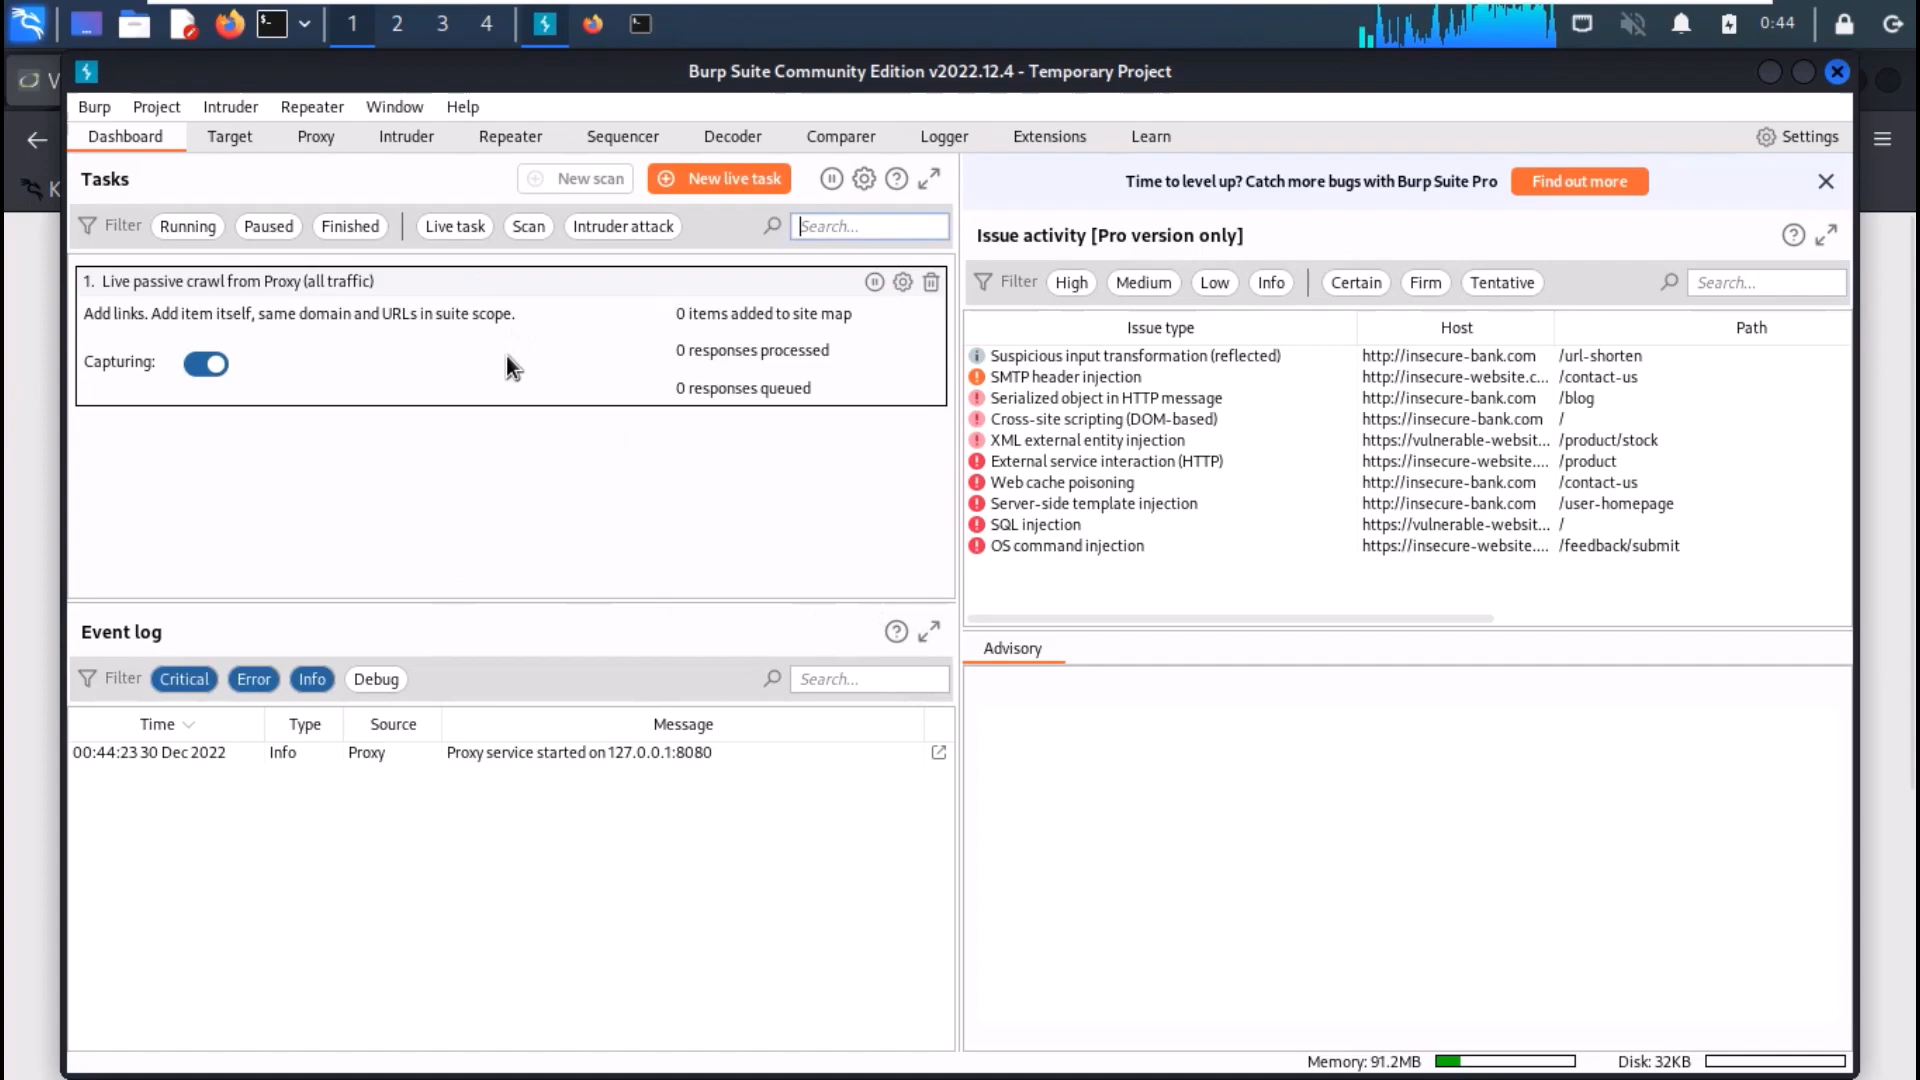 1 2 3 4 0:44
V
K
Burp Suite Community Edition v2022.12.4 - Temporary Project
Burp Project Intruder Repeater Window Help
Dashboard Target Proxy Intruder Repeater Sequencer Decoder Comparer Logger Extensions Learn Settings
Tasks New scan New live task
Filter Running Paused Finished Live task Scan Intruder attack Search...
1. Live passive crawl from Proxy (all traffic)
Add links. Add item itself, same domain and URLs in suite scope. 0 items added to site map
Capturing: 0 responses processed
0 responses queued
Event log
Filter Critical Error Info Debug Search...
Time Type Source Message
00:44:23 30 Dec 2022 Info Proxy Proxy service started on 127.0.0.1:8080
Time to level up? Catch more bugs with Burp Suite Pro Find out more
Issue activity [Pro version only]
Filter High Medium Low Info Certain Firm Tentative Search...
Issue type Host Path
Suspicious input transformation (reflected) http://insecure-bank.com /url-shorten
SMTP header injection http://insecure-website.c... /contact-us
Serialized object in HTTP message http://insecure-bank.com /blog
Cross-site scripting (DOM-based) https://insecure-bank.com /
XML external entity injection https://vulnerable-websit... /product/stock
External service interaction (HTTP) https://insecure-website.... /product
Web cache poisoning http://insecure-bank.com /contact-us
Server-side template injection http://insecure-bank.com /user-homepage
SQL injection https://vulnerable-websit... /
OS command injection https://insecure-website.... /feedback/submit
Advisory
Memory: 91.2MB Disk: 32KB